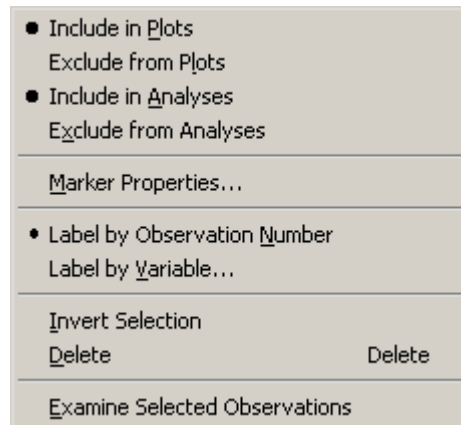 Include in Plots
Exclude from Plots
Include in Analyses
Exclude from Analyses
Marker Properties...
Label by Observation Number
Label by Variable...
Invert Selection
Delete Delete
Examine Selected Observations